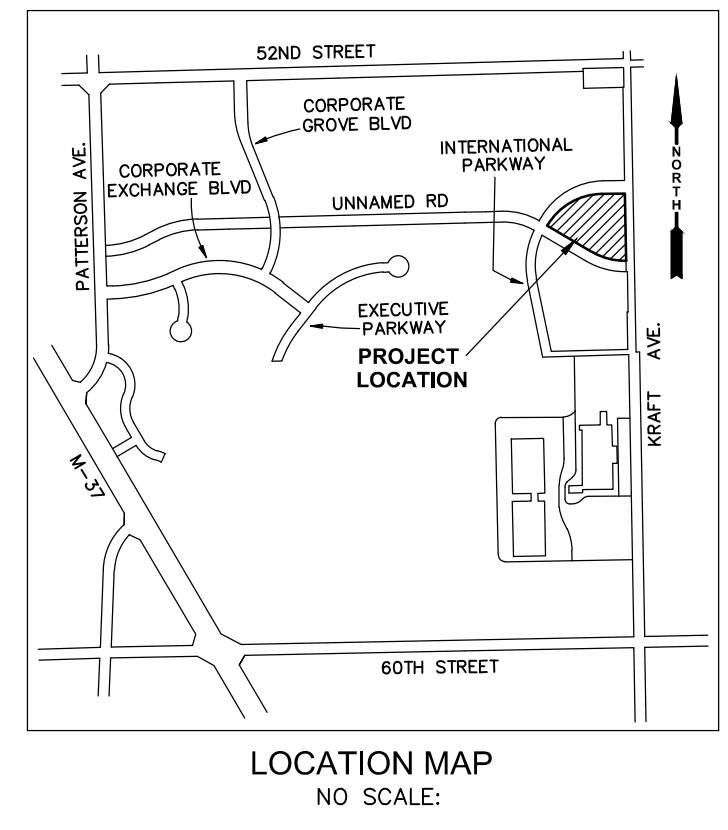 52ND STREET
CORPORATE
GROVE BLVD
INTERNATIONAL
PARKWAY
CORPORATE
EXCHANGE BLVD
UNNAMED RD
NORTH
PATTERSON AVE.
EXECUTIVE
PARKWAY
PROJECT
LOCATION
KRAFT AVE.
M-37
60TH STREET
LOCATION MAP
NO SCALE: